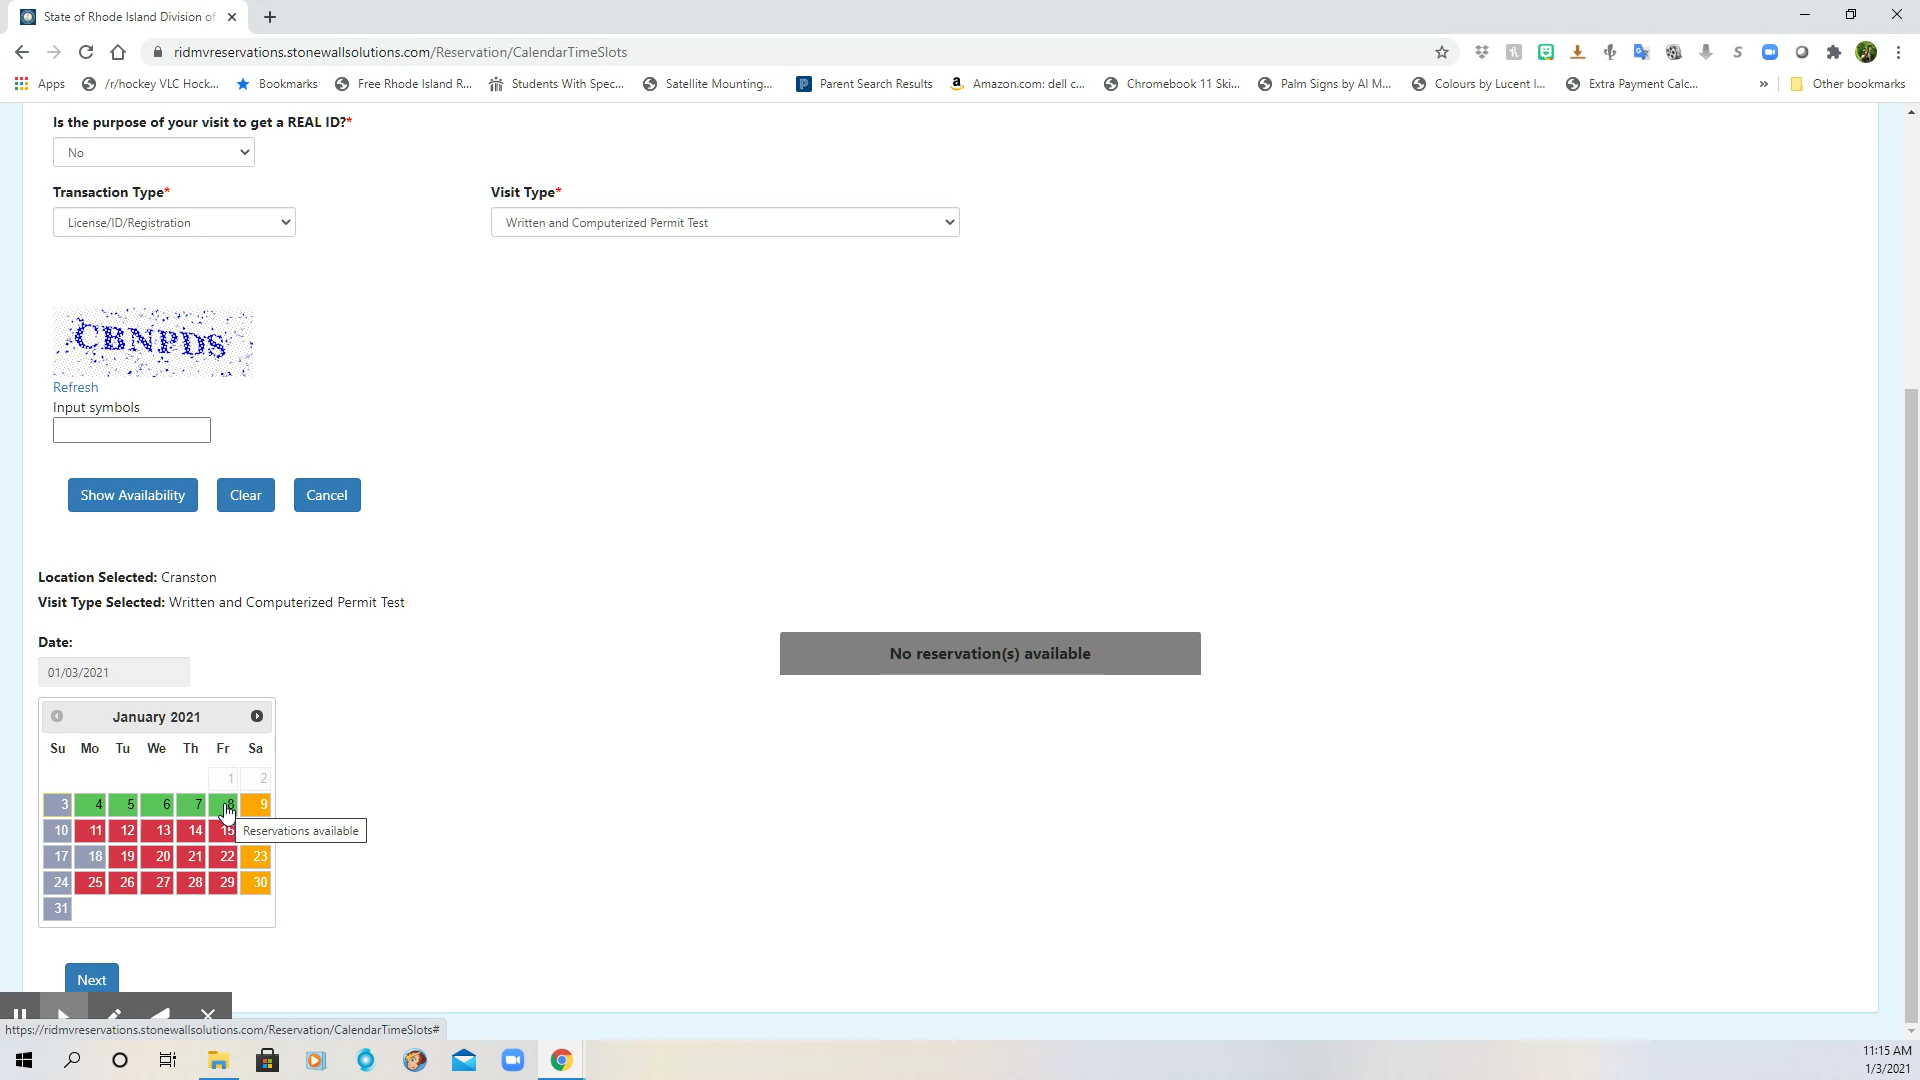 State of Rhode Island Division of
ridmvreservations.stonewallsolutions.com/Reservation/CalendarTimeSlots
Apps /r/hockey VLC Hock... Bookmarks Free Rhode Island R... Students With Spec... Satellite Mounting... Parent Search Results Amazon.com: dell c... Chromebook 11 Ski... Palm Signs by Al M... Colours by Lucent I... Extra Payment Calc... » Other bookmarks
Is the purpose of your visit to get a REAL ID?*
No
Transaction Type* Visit Type*
License/ID/Registration Written and Computerized Permit Test
CBNPDS
Refresh
Input symbols
Show Availability Clear Cancel
Location Selected: Cranston
Visit Type Selected: Written and Computerized Permit Test
Date:
No reservation(s) available
01/03/2021
January 2021
Su Mo Tu We Th Fr Sa
1 2
3 4 5 6 7 8 9
10 11 12 13 14 15
Reservations available
17 18 19 20 21 22 23
24 25 26 27 28 29 30
31
Next
https://ridmvreservations.stonewallsolutions.com/Reservation/CalendarTimeSlots#
11:15 AM
1/3/2021